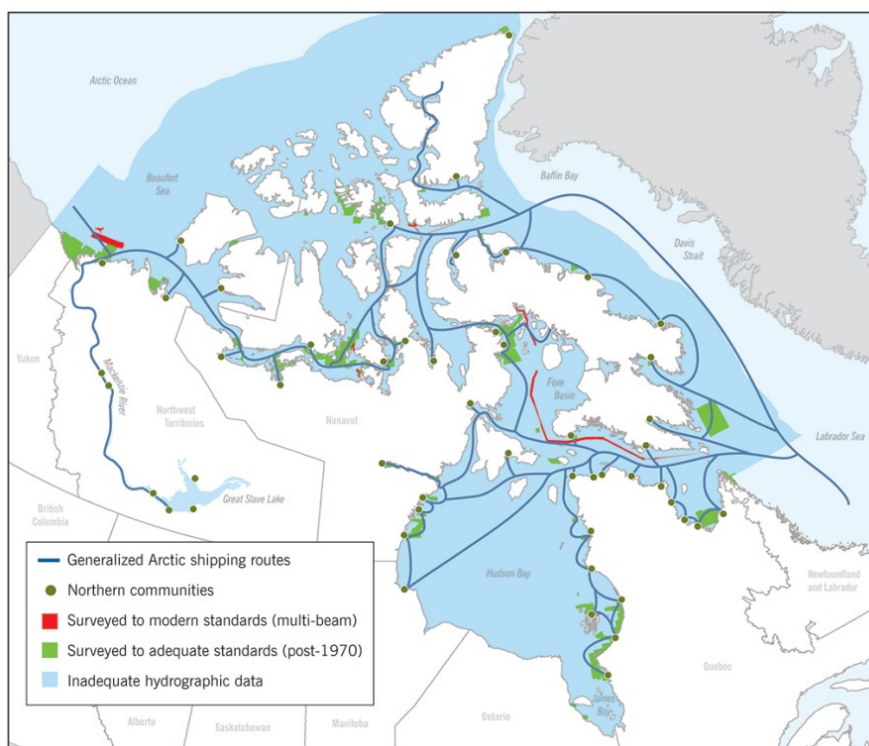 Arctic Ocean
Beaufort
Sea
Baffin Bay
Davis
Strait
Yukon
Mackenzie River
Foxe
Basin
Northwest
Territories
Nunavut
Labrador Sea
Great Slave Lake
British
Columbia
Hudson Bay
Newfoundland
and Labrador
Generalized Arctic shipping routes
Northern communities
Surveyed to modern standards (multi-beam)
Surveyed to adequate standards (post-1970)
Inadequate hydrographic data
Quebec
James
Bay
Alberta
Saskatchewan
Manitoba
Ontario